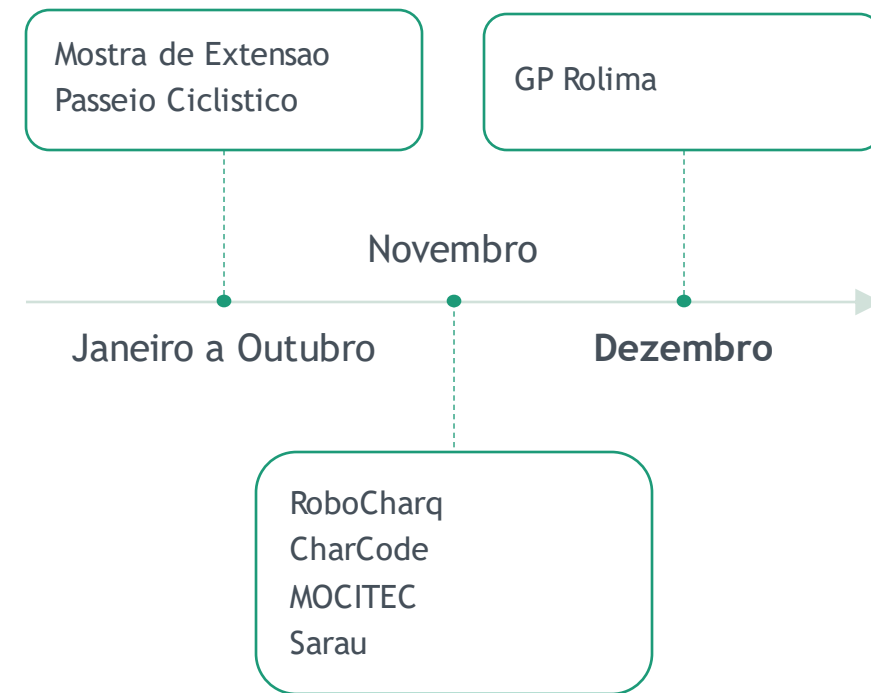 Mostra de Extensao
Passeio Ciclistico
GP Rolima
Novembro
Janeiro a Outubro
Dezembro
RoboCharq
CharCode
MOCITEC
Sarau